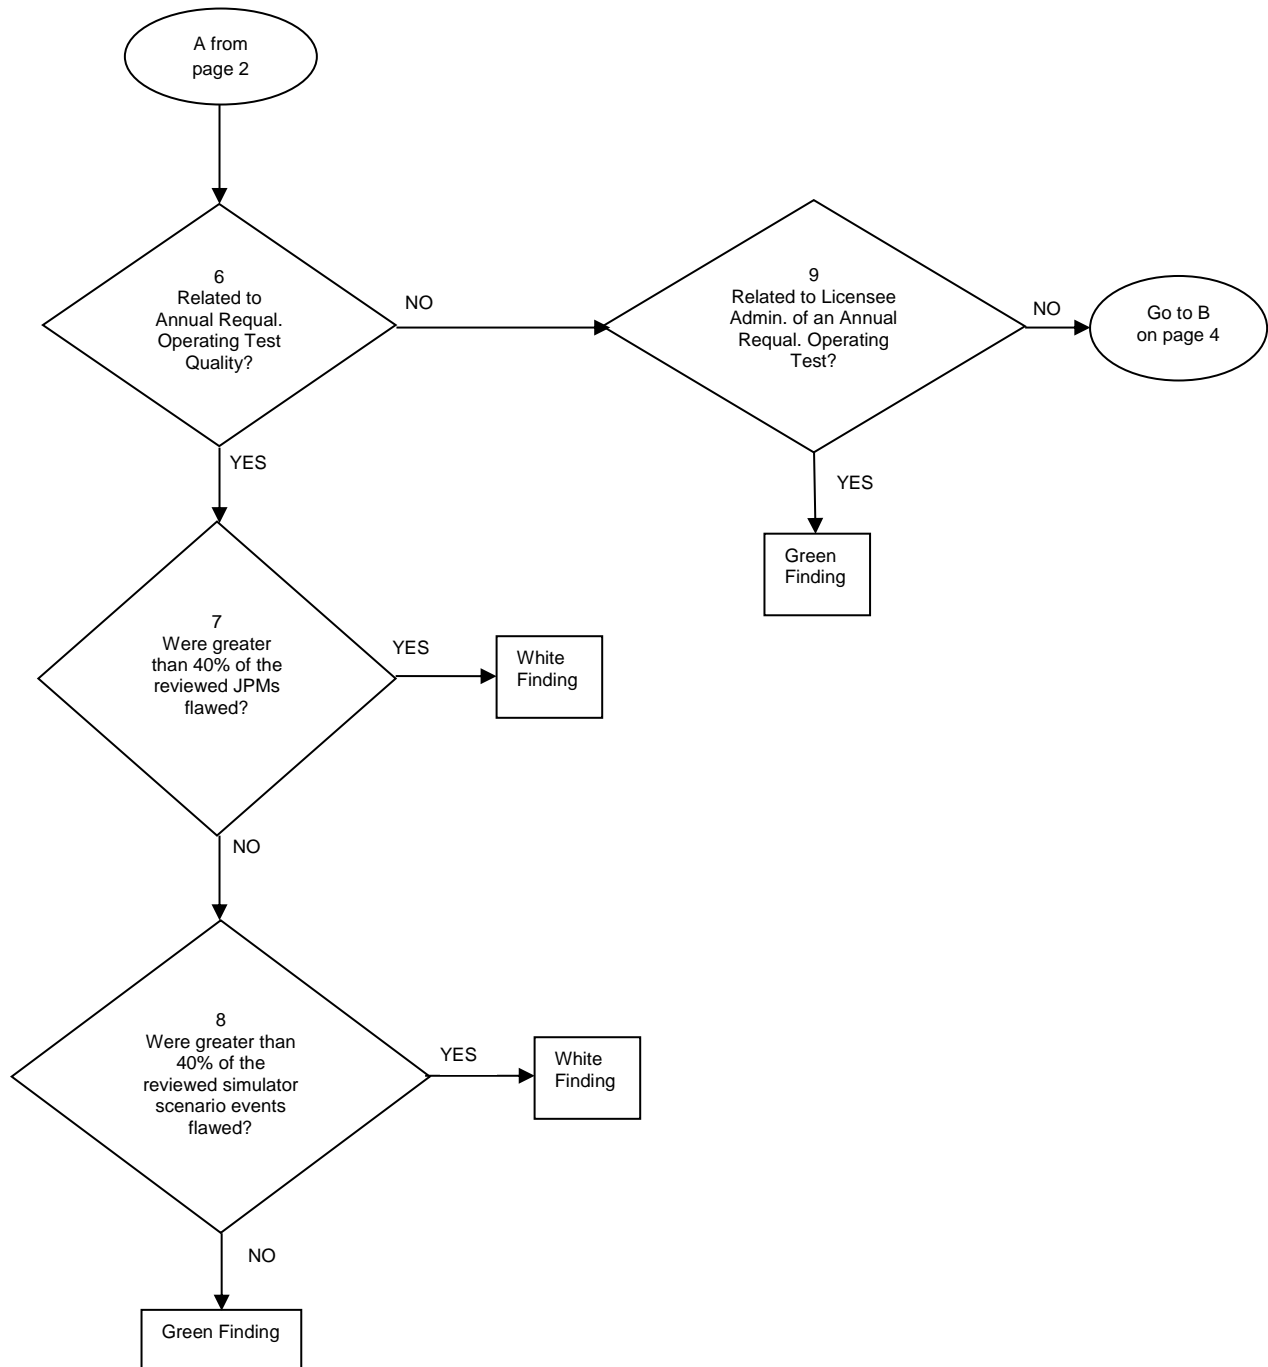 A from
page 2
6
Related to
Annual Requal.
Operating Test
Quality?
NO
9
Related to Licensee
Admin. of an Annual
Requal. Operating
Test?
NO
Go to B
on page 4
YES
YES
Green
Finding
7
Were greater
than 40% of the
reviewed JPMs
flawed?
YES
White
Finding
NO
8
Were greater than
40% of the
reviewed simulator
scenario events
flawed?
YES
White
Finding
NO
Green Finding